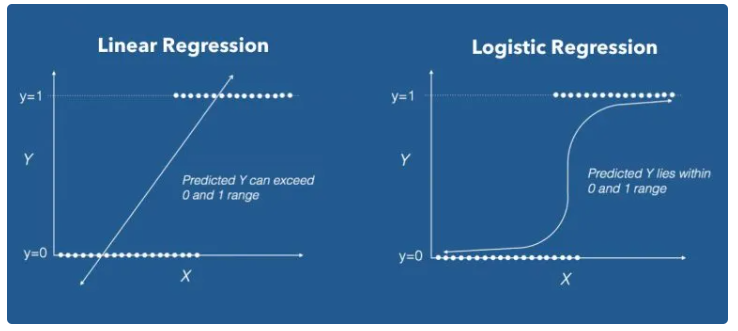 Linear Regression
y=1
Y
Predicted Y can exceed
0 and 1 range
y=0
X
Logistic Regression
y=1
Y
Predicted Y lies within
0 and 1 range
y=0
X